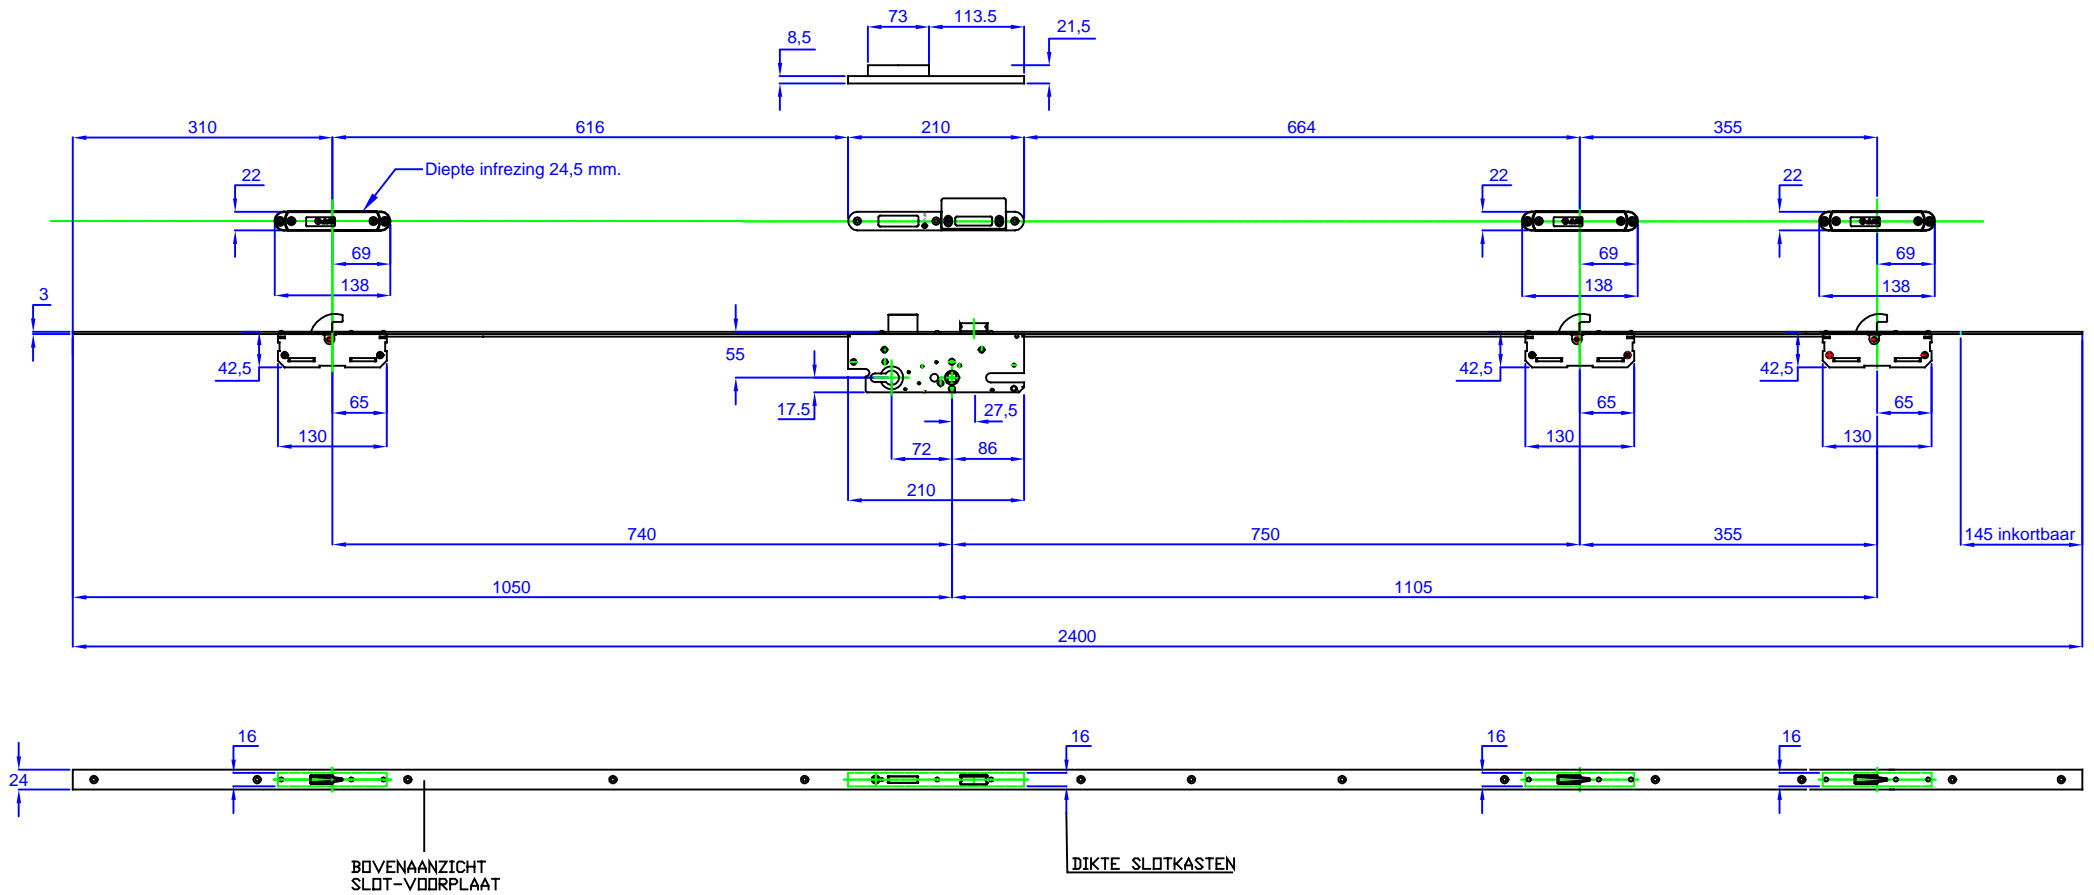 73 113.5
8,5 21,5
310 616 210 664 355
Diepte infrezing 24,5 mm.
22 22 22
69 69 69
138 138 138
3
55
42,5 42,5 42,5
65 17.5 27,5 65 65
130 130 130
72 86
210
740 750 355 145 inkortbaar
1050 1105
2400
16 16 16 16
24
BOVENAANZICHT
SLOT-VOORPLAAT
DIKTE SLOTKASTEN